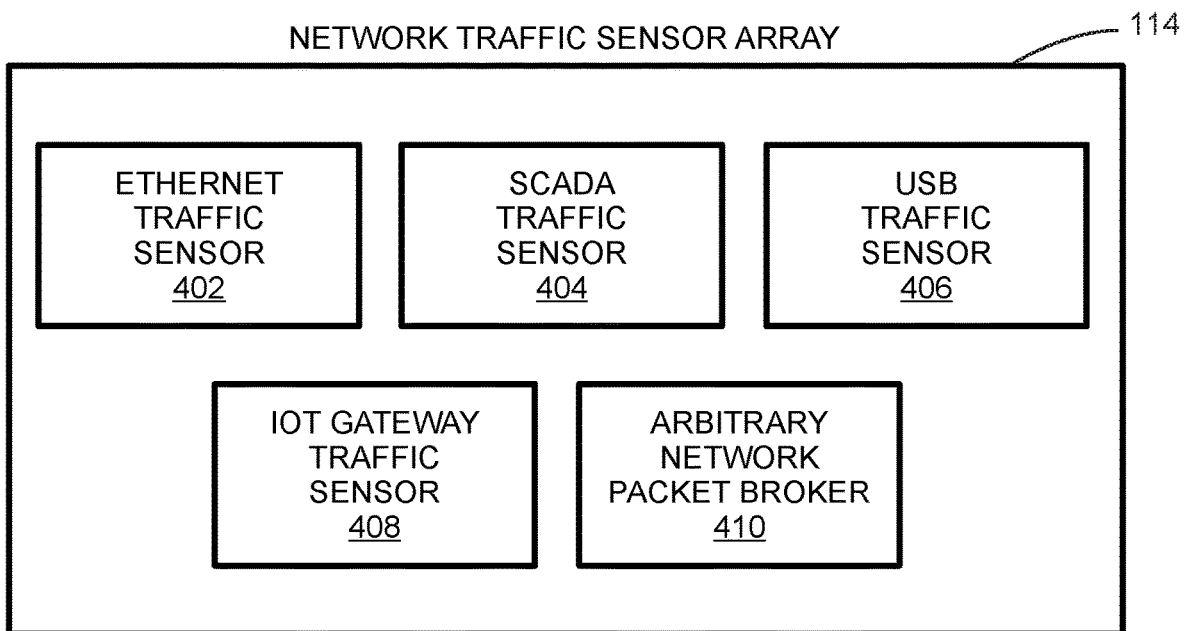 NETWORK TRAFFIC SENSOR ARRAY
114
ETHERNET
TRAFFIC
SENSOR
402
SCADA
TRAFFIC
SENSOR
404
USB
TRAFFIC
SENSOR
406
IOT GATEWAY
TRAFFIC
SENSOR
408
ARBITRARY
NETWORK
PACKET BROKER
410